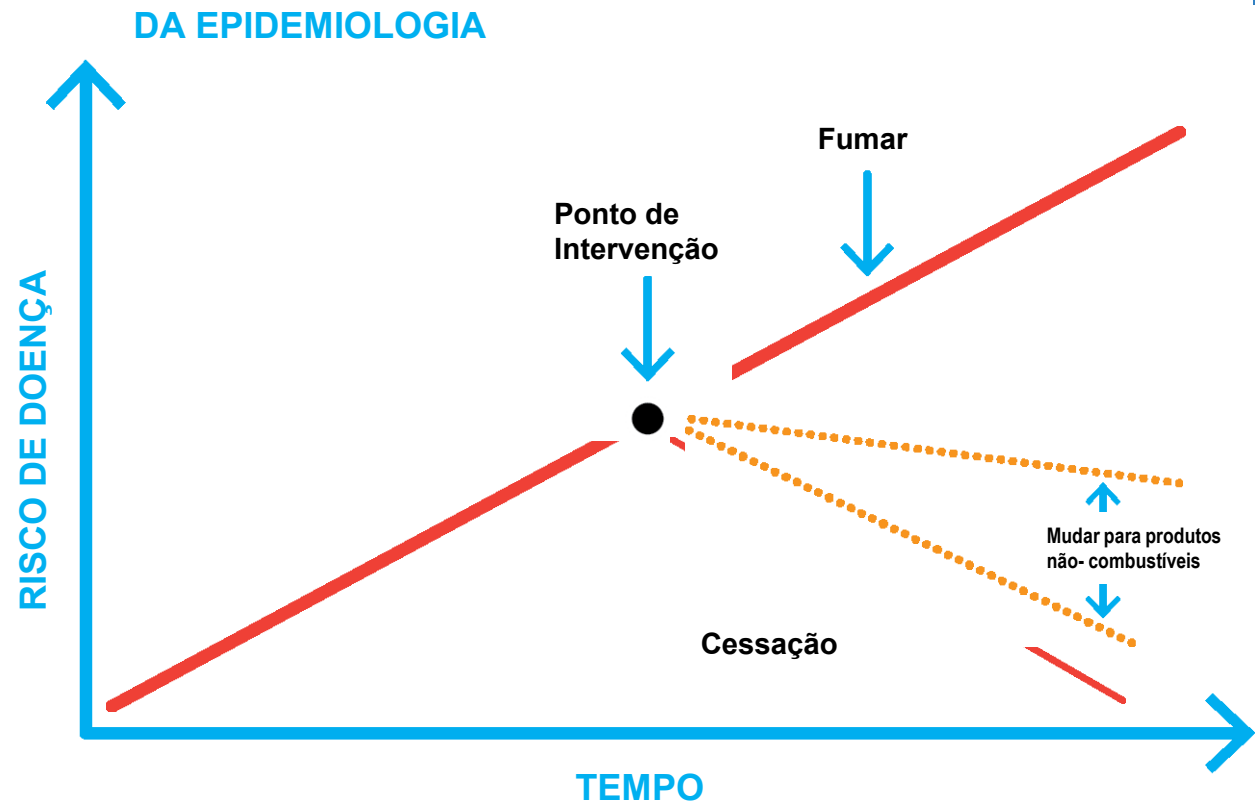 DA EPIDEMIOLOGIA
Fumar
Ponto de
Intervenção
RISCO DE DOENÇA
Mudar para produtos
não- combustíveis
Cessação
TEMPO